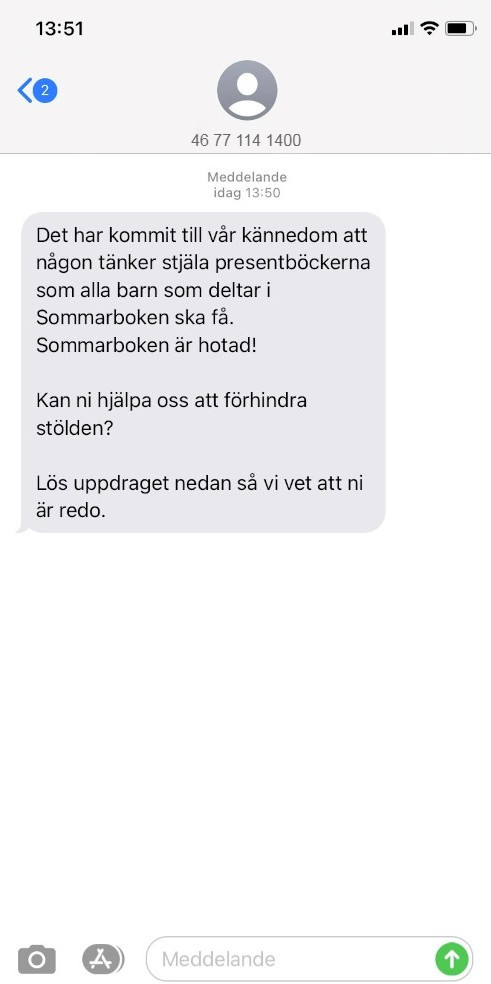 13:51
2
46 77 114 1400
Meddelande
idag 13:50
Det har kommit till vår kännedom att
någon tänker stjäla presentböckerna
som alla barn som deltar i
Sommarboken ska få.
Sommarboken är hotad!
Kan ni hjälpa oss att förhindra
stölden?
Lös uppdraget nedan så vi vet att ni
är redo.
Meddelande